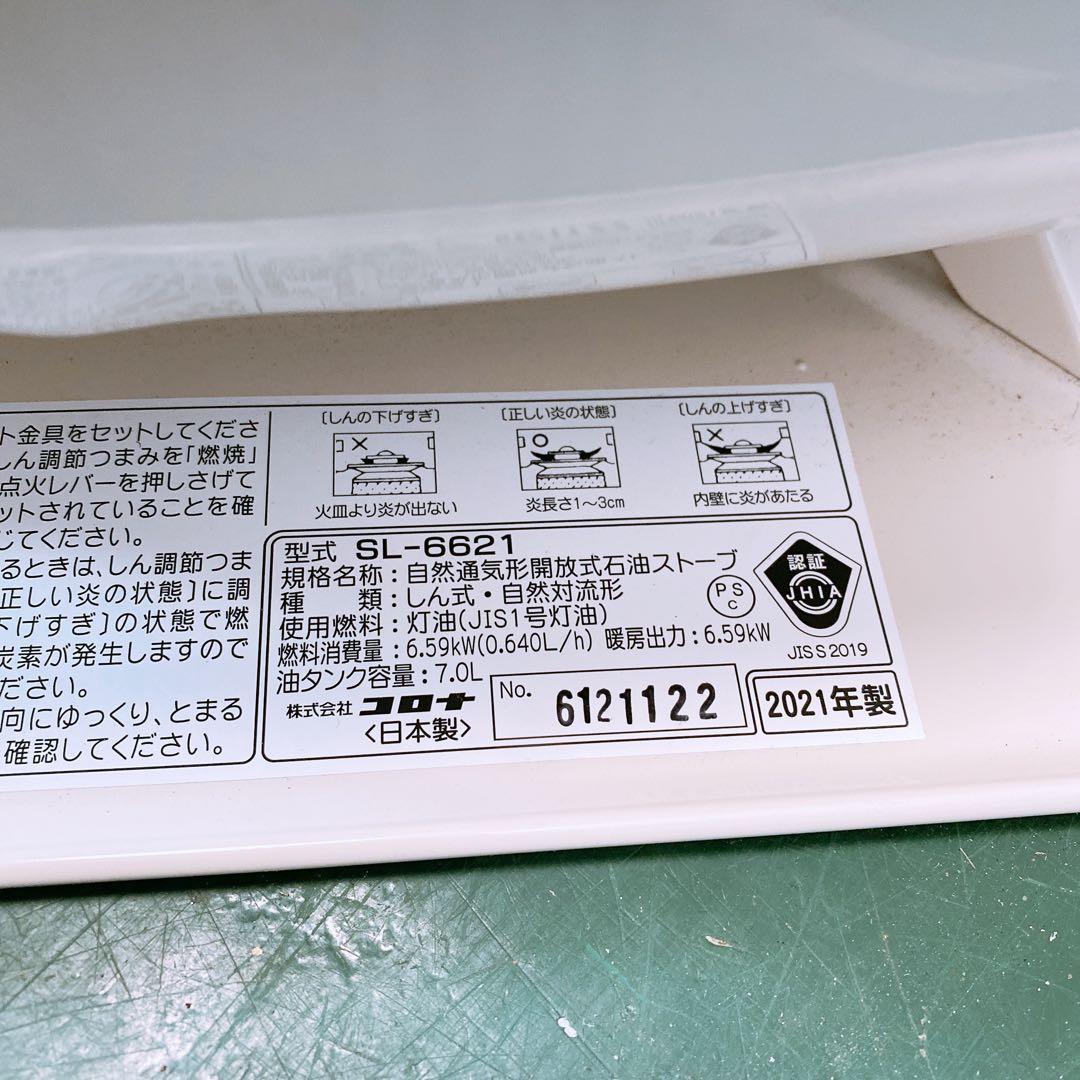 ト金具をセットしてくださ
しん調節つまみを「燃焼」
点火レバーを押しさげて
ットされていることを確
じてください。
るときは、しん調節つま
正しい炎の状態〕に調
下げすぎ〕の状態で燃
炭素が発生しますので
ださい。
向にゆっくり、とまる
確認してください。
〔しんの下げすぎ〕
火皿より炎が出ない
〔正しい炎の状態〕
炎長さ1〜3cm
〔しんの上げすぎ〕
内壁に炎があたる
型式 SL-6621
規格名称：自然通気形開放式石油ストーブ
種 類：しん式・自然対流形
使用燃料：灯油(JIS1号灯油)
燃料消費量：6.59kW(0.640L/h) 暖房出力：6.59kW
油タンク容量：7.0L
株式会社 コロナ
〈日本製〉
No. 6121122
PS
C
認証
JHIA
JIS S 2019
2021年製